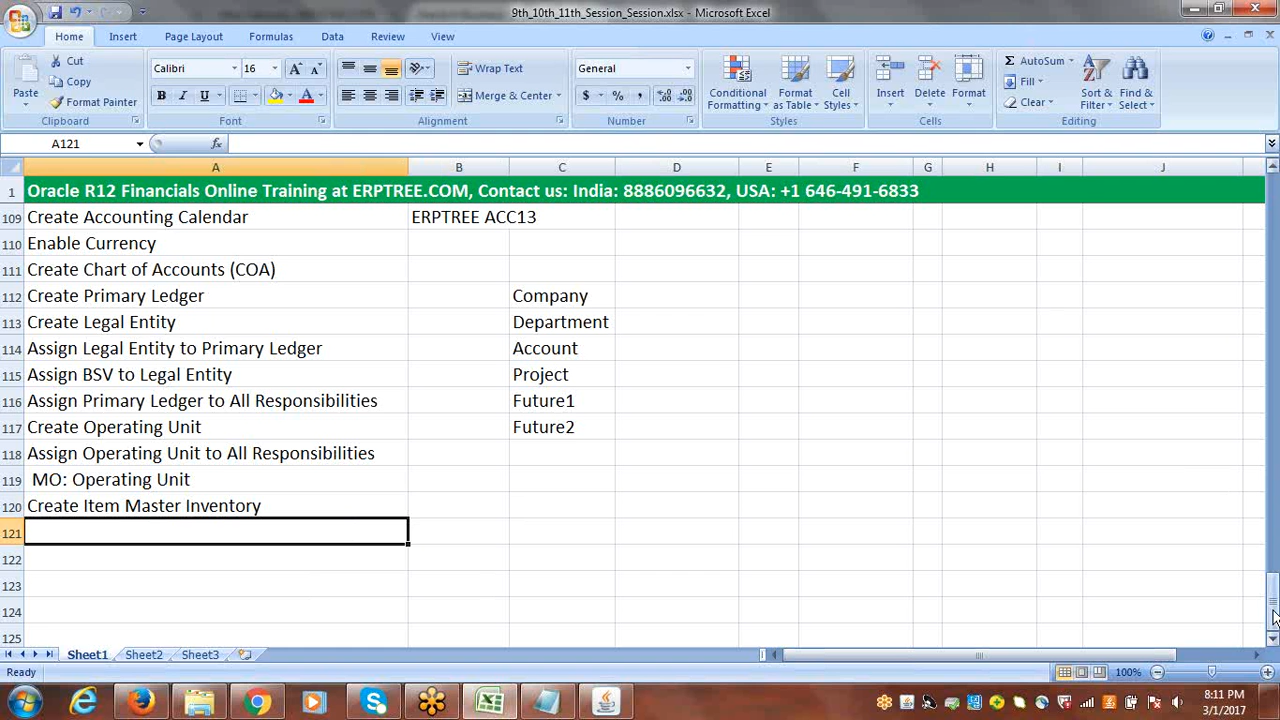 9th_10th_11th_Session_Session.xlsx - Microsoft Excel
Home Insert Page Layout Formulas Data Review View
Paste Cut Copy Format Painter Clipboard
Calibri 16 A A B I U A Font
Wrap Text Merge & Center Alignment
General $ % , .0 .00 .00 .0 Number
Conditional Formatting Format as Table Cell Styles Styles
Insert Delete Format Cells
Σ AutoSum Fill Clear Sort & Filter Find & Select Editing
A121 fx
A B C D E F G H I J
1 Oracle R12 Financials Online Training at ERPTREE.COM, Contact us: India: 8886096632, USA: +1 646-491-6833
109 Create Accounting Calendar ERPTREE ACC13
110 Enable Currency
111 Create Chart of Accounts (COA)
112 Create Primary Ledger Company
113 Create Legal Entity Department
114 Assign Legal Entity to Primary Ledger Account
115 Assign BSV to Legal Entity Project
116 Assign Primary Ledger to All Responsibilities Future1
117 Create Operating Unit Future2
118 Assign Operating Unit to All Responsibilities
119 MO: Operating Unit
120 Create Item Master Inventory
121
122
123
124
125
Sheet1 Sheet2 Sheet3
Ready 100%
8:11 PM
3/1/2017